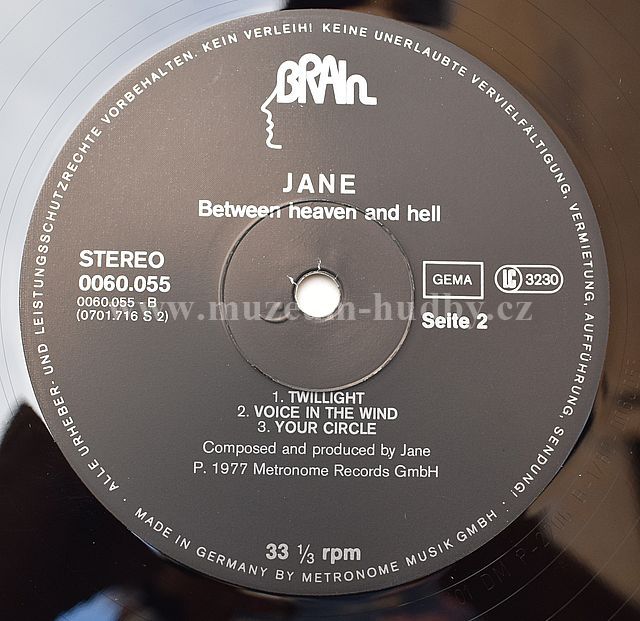 ALLE URHEBER- UND LEISTUNGSSCHUTZRECHTE VORBEHALTEN. KEIN VERLEIH! KEINE UNERLAUBTE VERVIELFÄLTIGUNG, VERMIETUNG, AUFFÜHRUNG, SENDUNG!
BRAIN
JANE
Between heaven and hell
STEREO
0060.055
0060.055 - B
(0701.716 S 2)
GEMA
LC 3230
Seite 2
www.muzeum-hudby.cz
1. TWILLIGHT
2. VOICE IN THE WIND
3. YOUR CIRCLE
Composed and produced by Jane
P. 1977 Metronome Records GmbH
33 1/3 rpm
· MADE IN GERMANY BY METRONOME MUSIK GMBH ·